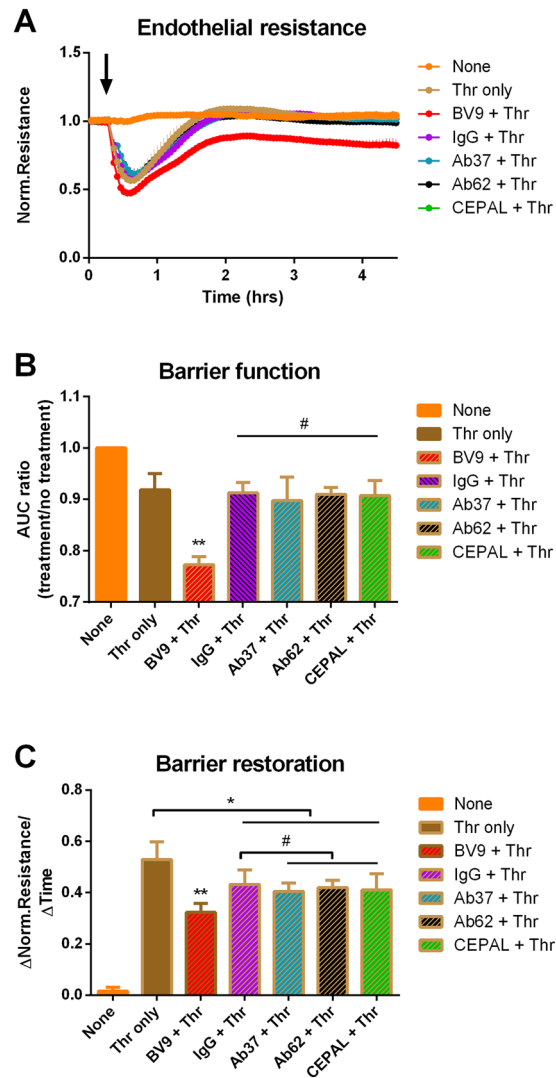 A
Endothelial resistance
Norm.Resistance
1.5
1.0
0.5
0.0
0
1
2
3
4
Time (hrs)
None
Thr only
BV9 + Thr
IgG + Thr
Ab37 + Thr
Ab62 + Thr
CEPAL + Thr
B
Barrier function
AUC ratio
(treatment/no treatment)
1.1
1.0
0.9
0.8
0.7
**
#
None
Thr only
BV9 + Thr
IgG + Thr
Ab37 + Thr
Ab62 + Thr
CEPAL + Thr
None
Thr only
BV9 + Thr
IgG + Thr
Ab37 + Thr
Ab62 + Thr
CEPAL + Thr
C
Barrier restoration
ΔNorm.Resistance/
ΔTime
0.8
0.6
0.4
0.2
0.0
*
#
**
None
Thr only
BV9 + Thr
IgG + Thr
Ab37 + Thr
Ab62 + Thr
CEPAL + Thr
None
Thr only
BV9 + Thr
IgG + Thr
Ab37 + Thr
Ab62 + Thr
CEPAL + Thr